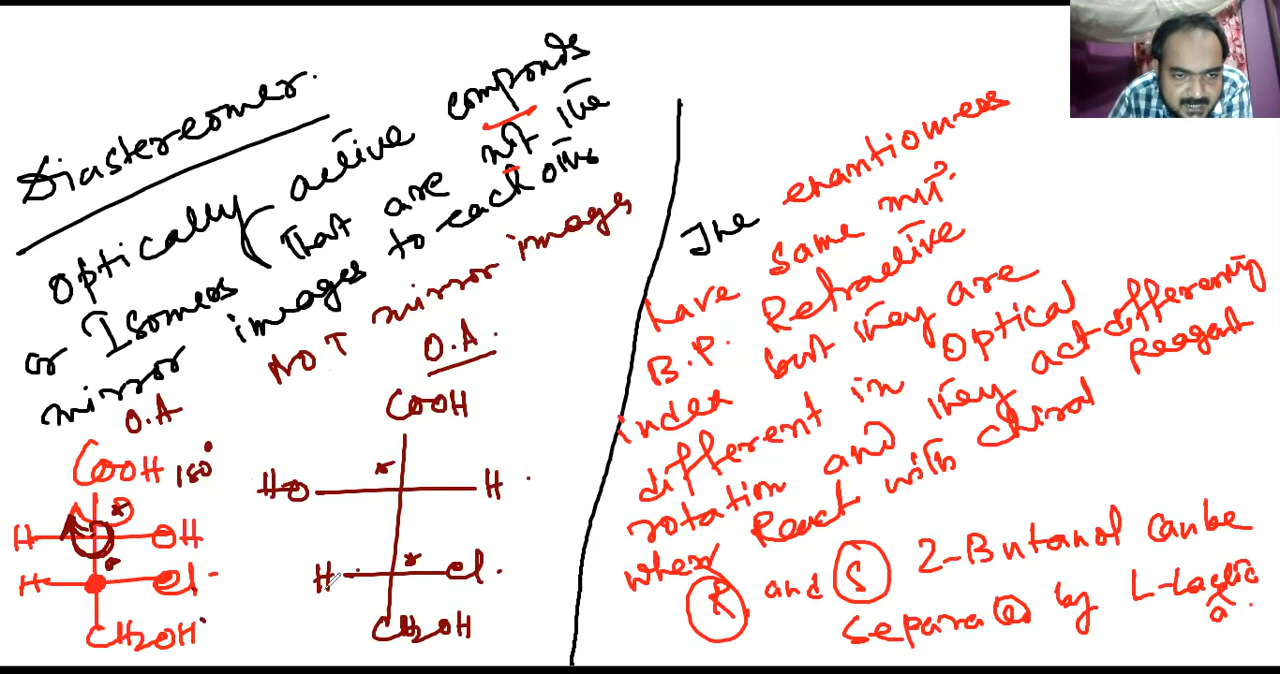 Diastereomer.
Optically active compounds
or Isomers that are not the
mirror images to each other
NOT mirror images
O.A
O.A.
COOH 180°
H OH
H Cl
CH2OH
COOH
HO H
H Cl
CH2OH
The enantiomers
have same m.p.
B.P. Refractive
index but they are
different in optical
rotation and they act differently
when React with chiral Reagent
R and S 2-Butanol can be
separated by L-Lactic
a.